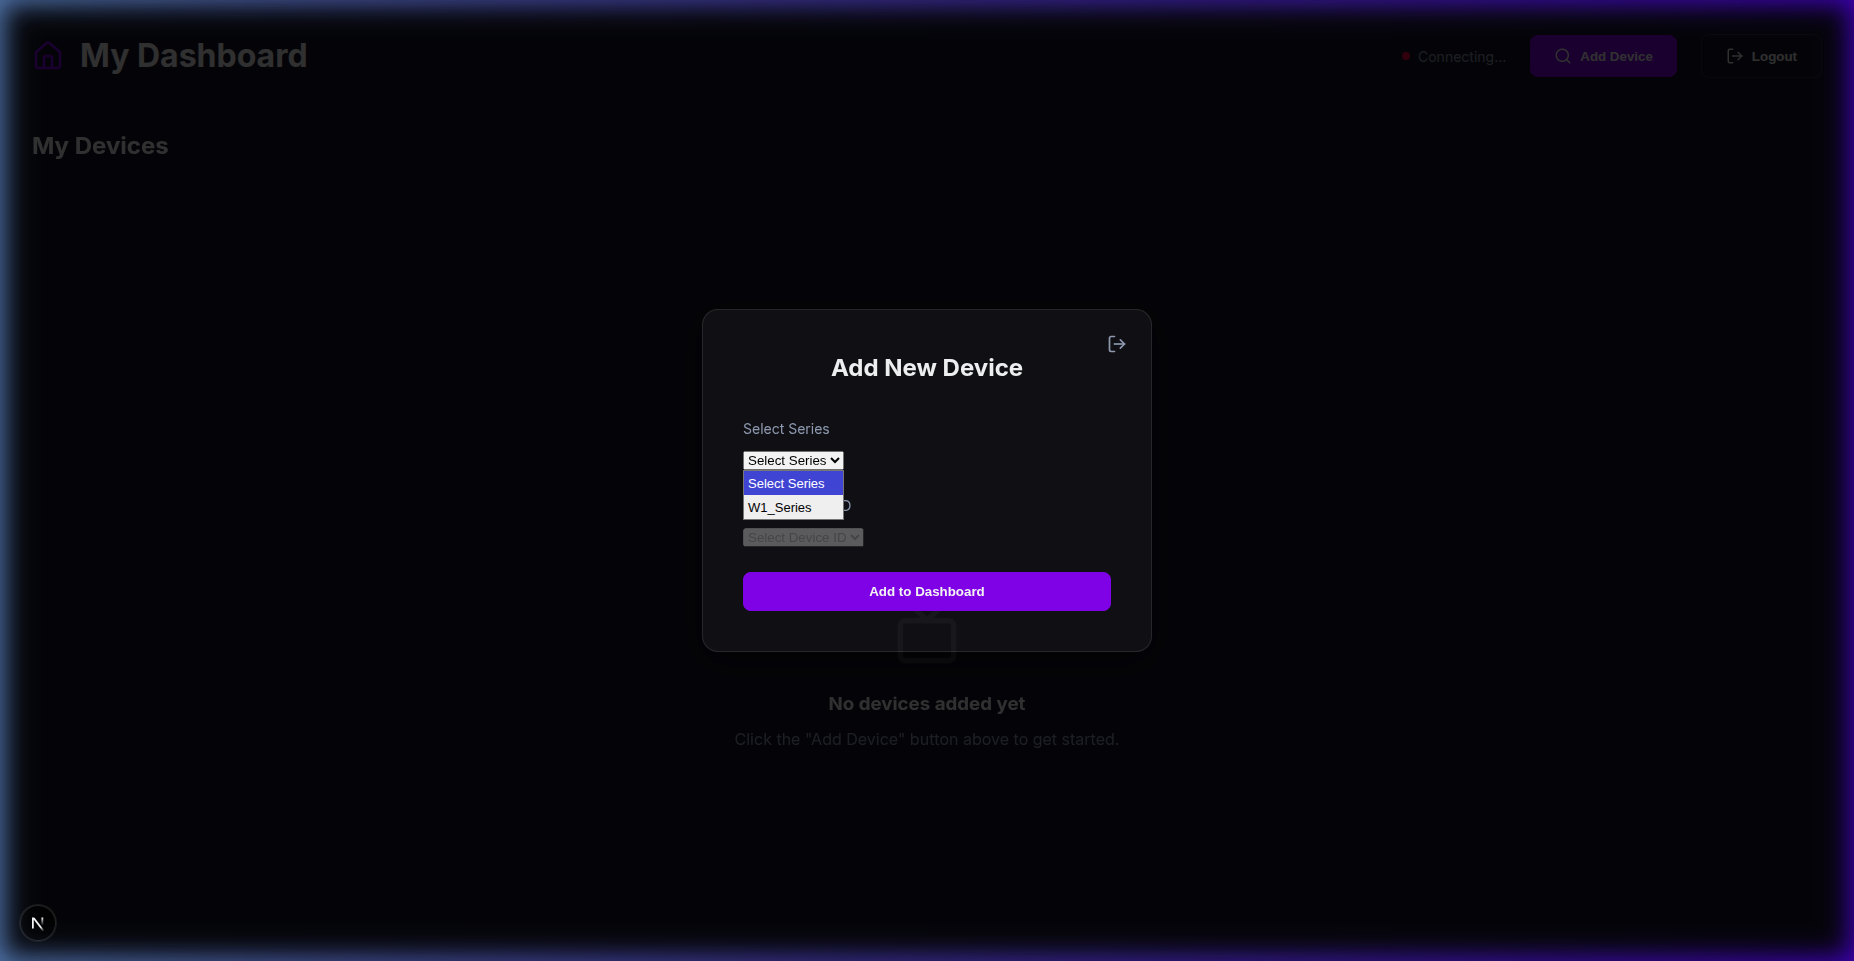 My Dashboard
Connecting...
Add Device
Logout
My Devices
Add New Device
Select Series
Select Series
Select Series
W1_Series
D
Select Device ID
Add to Dashboard
No devices added yet
Click the "Add Device" button above to get started.
N